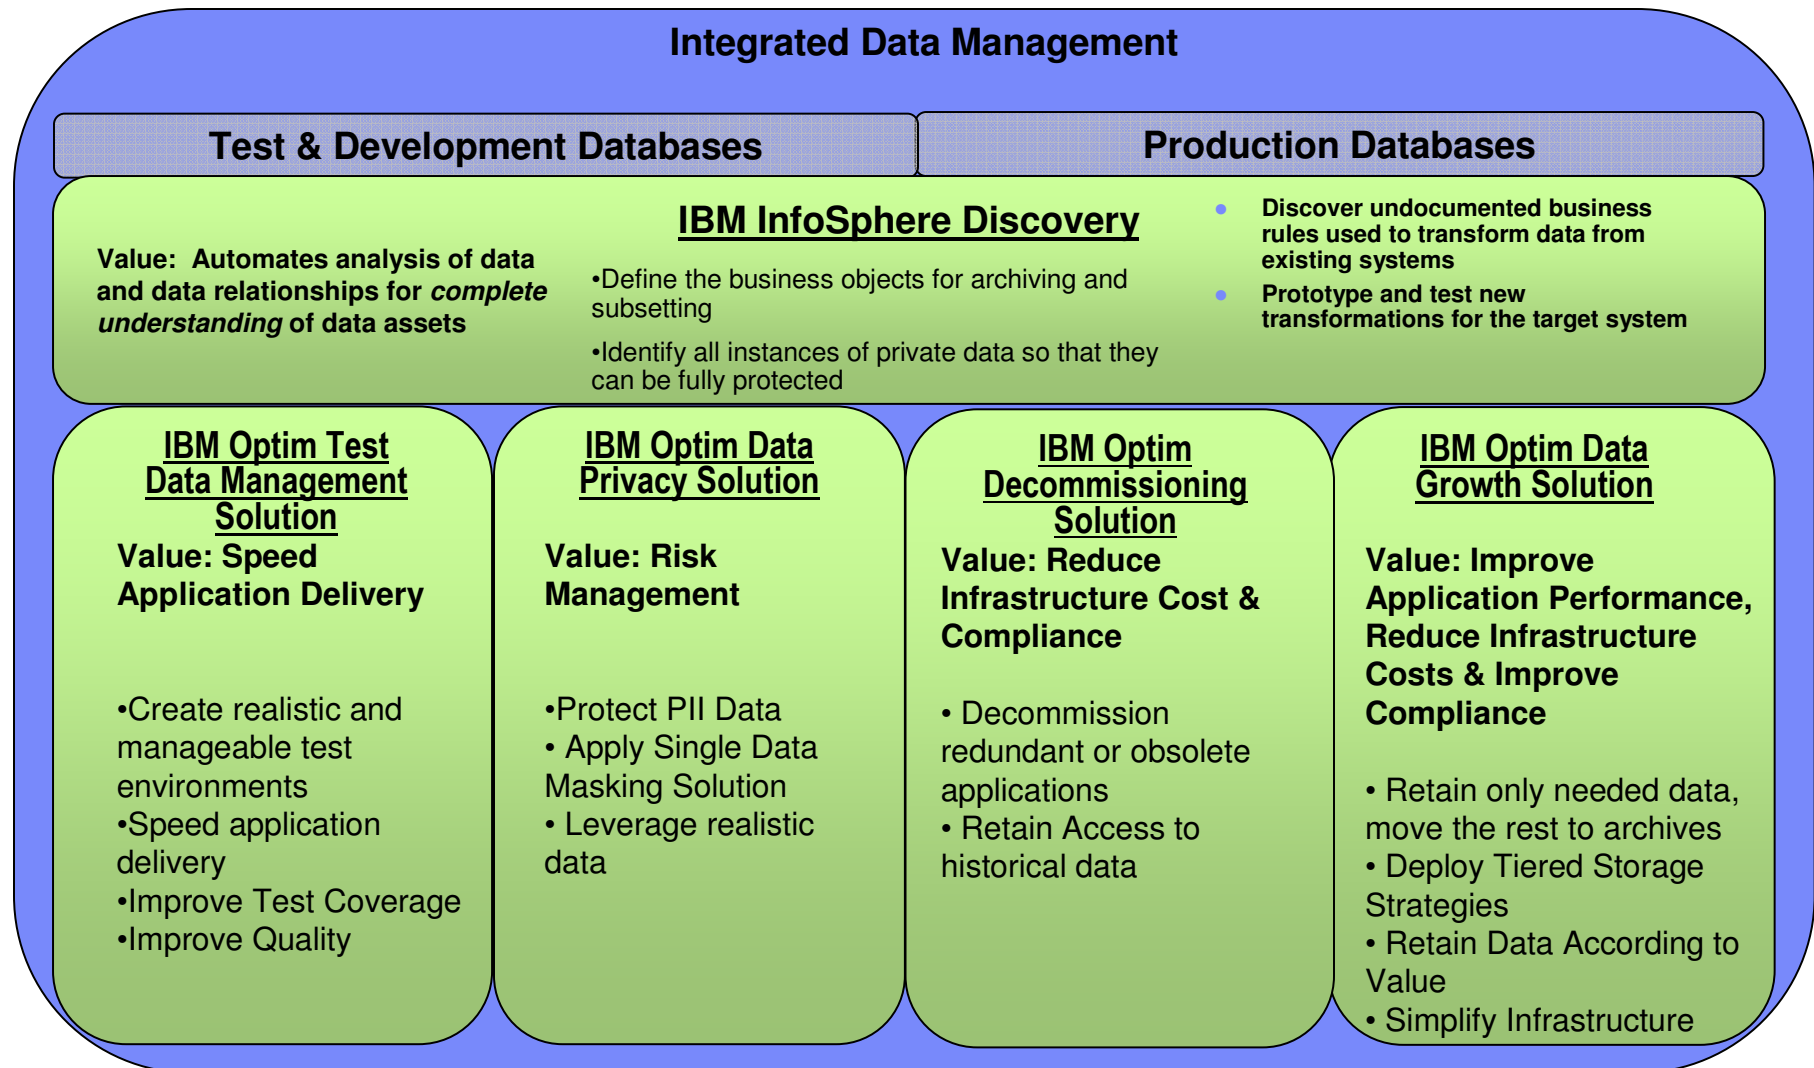 Integrated Data Management
Test & Development Databases
Production Databases
Value:  Automates analysis of data
and data relationships for complete
understanding of data assets
IBM InfoSphere Discovery
•Define the business objects for archiving and
subsetting
•Identify all instances of private data so that they
can be fully protected
• Discover undocumented business
rules used to transform data from
existing systems
• Prototype and test new
transformations for the target system
IBM Optim Test
Data Management
Solution
Value: Speed
Application Delivery
•Create realistic and
manageable test
environments
•Speed application
delivery
•Improve Test Coverage
•Improve Quality
IBM Optim Data
Privacy Solution
Value: Risk
Management
•Protect PII Data
• Apply Single Data
Masking Solution
• Leverage realistic
data
IBM Optim
Decommissioning
Solution
Value: Reduce
Infrastructure Cost &
Compliance
• Decommission
redundant or obsolete
applications
• Retain Access to
historical data
IBM Optim Data
Growth Solution
Value: Improve
Application Performance,
Reduce Infrastructure
Costs & Improve
Compliance
• Retain only needed data,
move the rest to archives
• Deploy Tiered Storage
Strategies
• Retain Data According to
Value
• Simplify Infrastructure